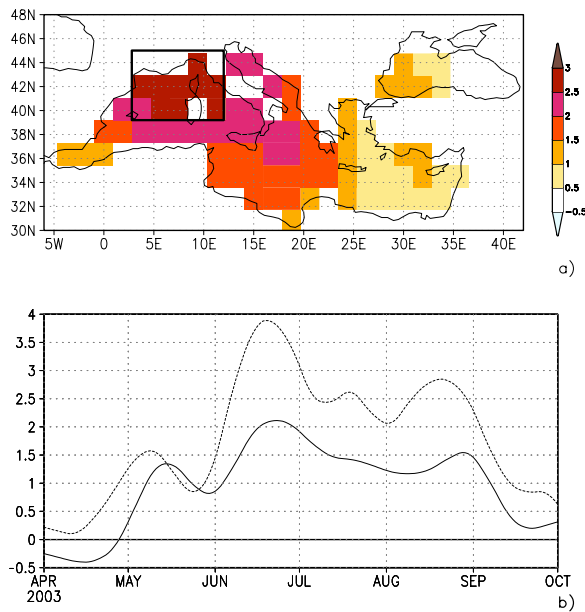 48N
46N
44N
42N
40N
38N
36N
34N
32N
30N
5W 0 5E 10E 15E 20E 25E 30E 35E 40E
3
2.5
2
1.5
1
0.5
-0.5
a)
4
3.5
3
2.5
2
1.5
1
0.5
0
-0.5
APR MAY JUN JUL AUG SEP OCT
2003
b)